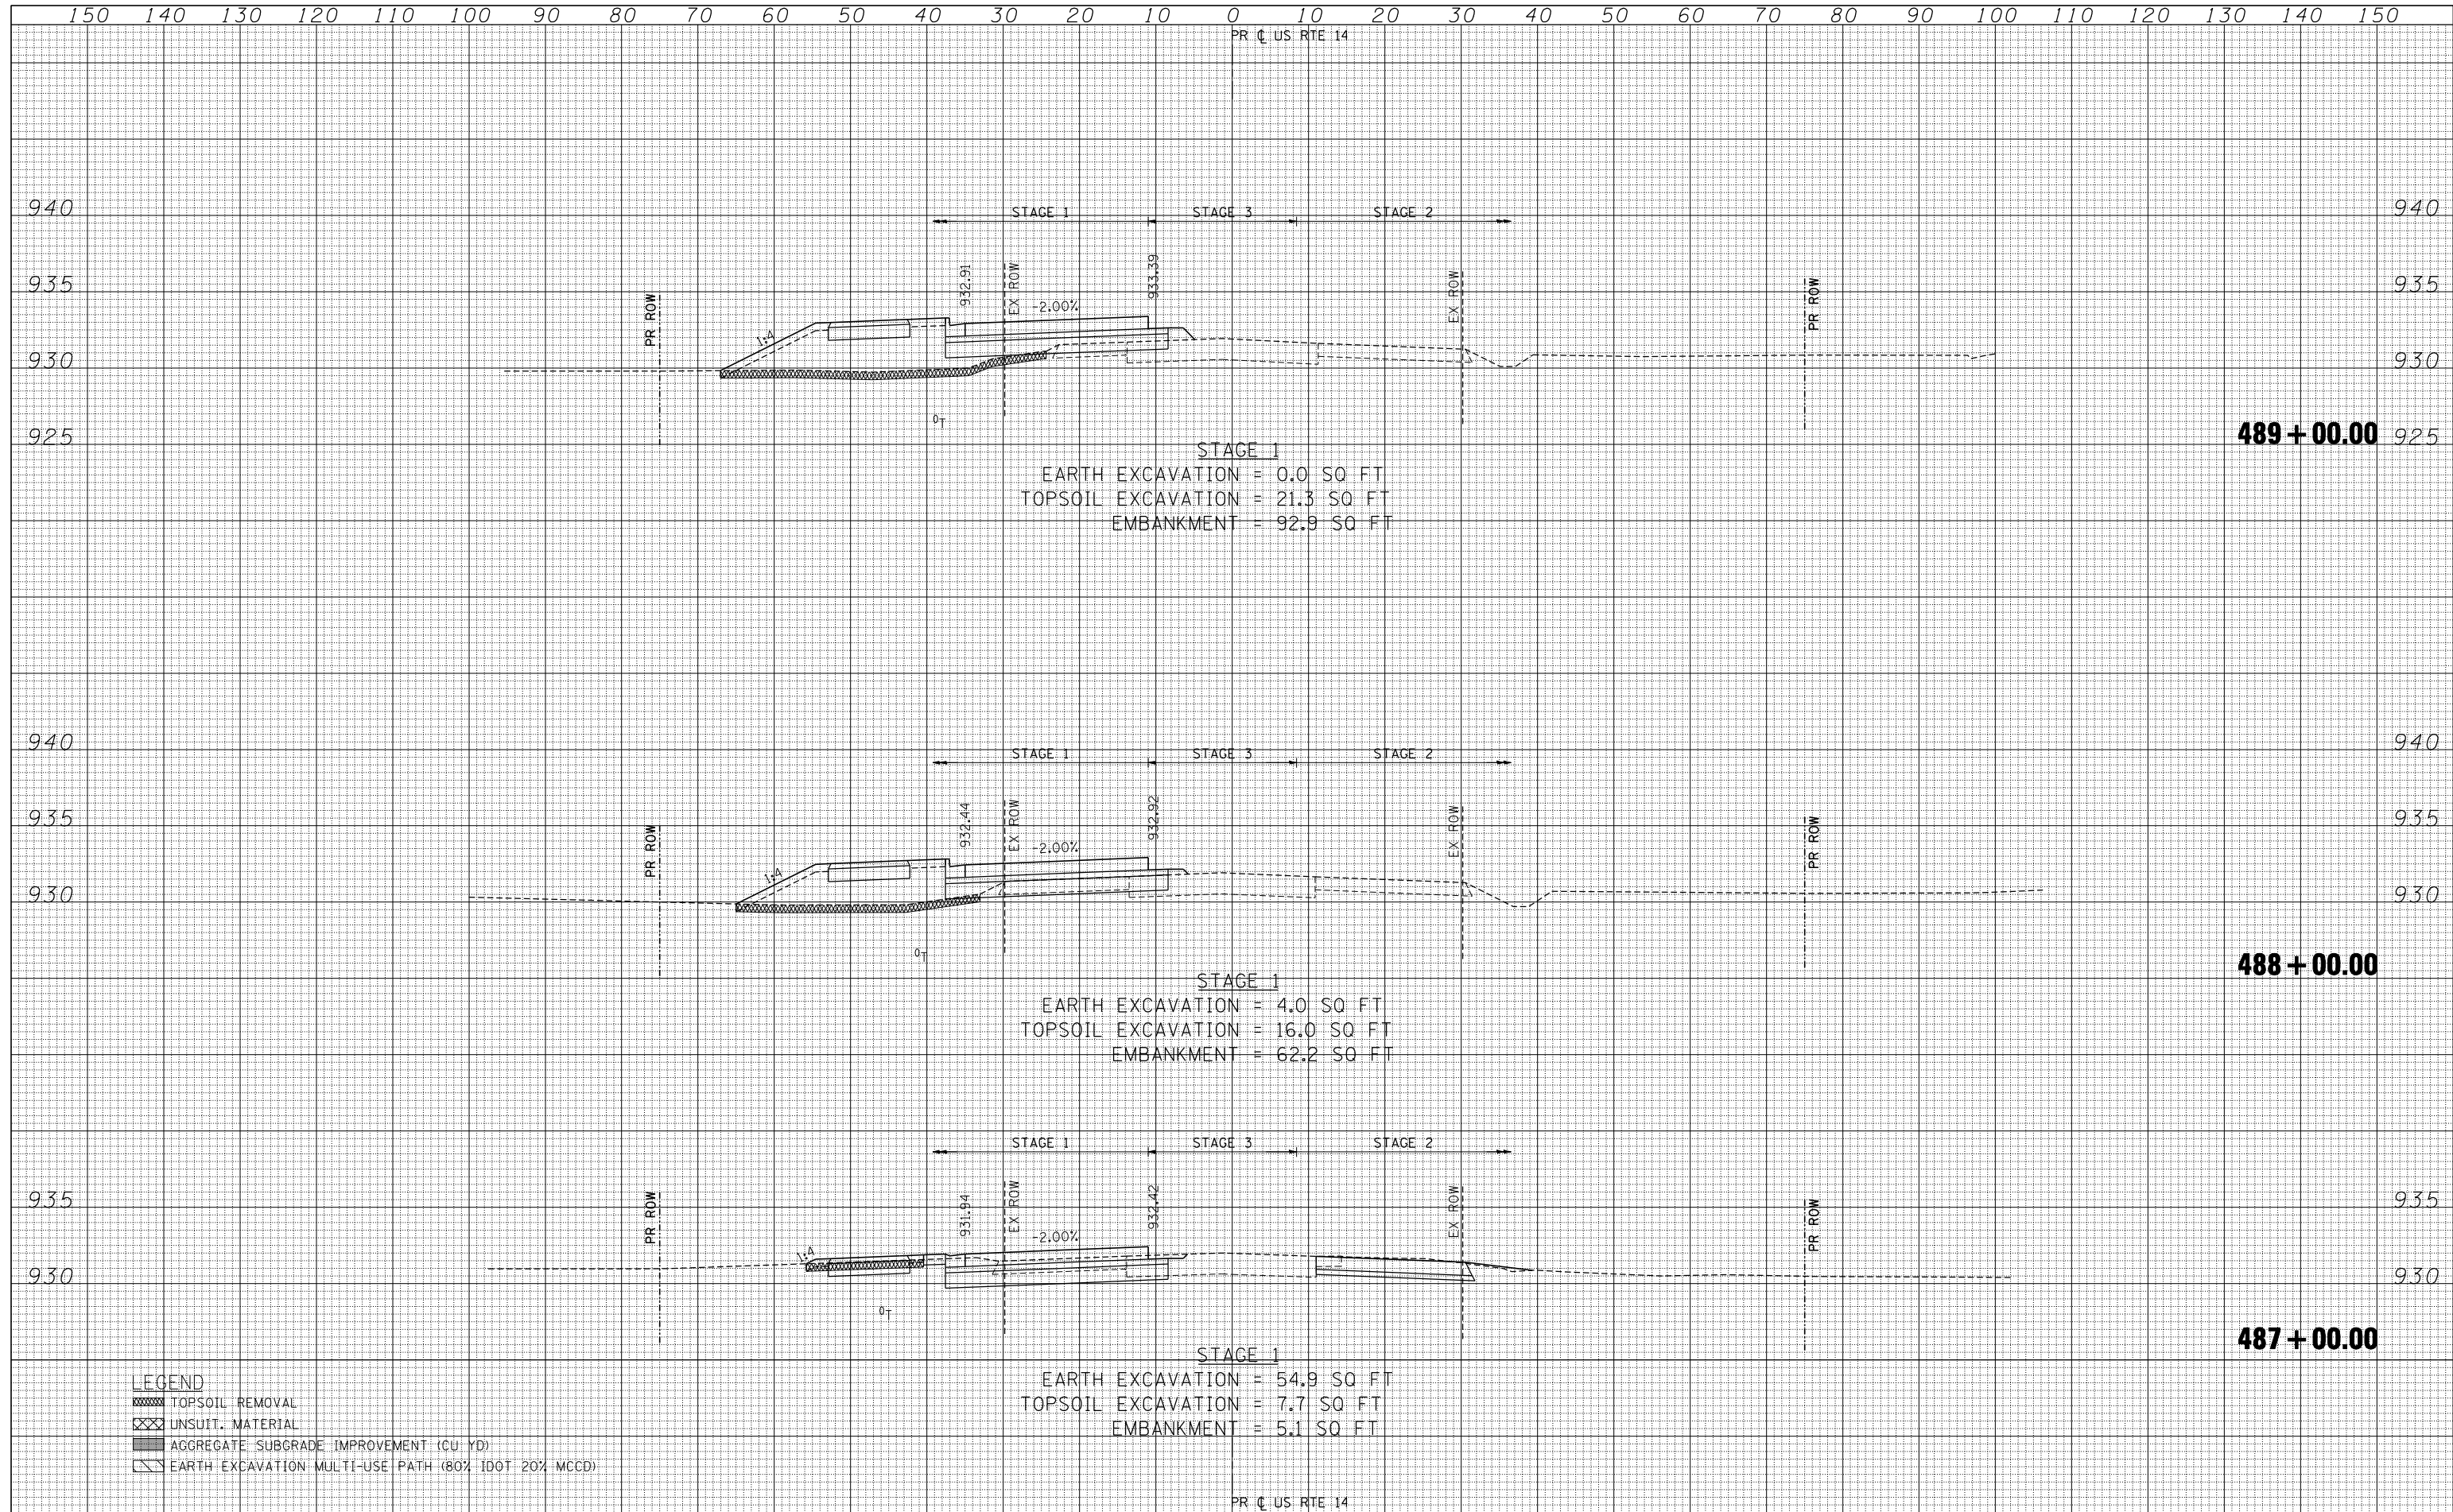 150 140 130 120 110 100 90 80 70 60 50 40 30 20 10 0 10 20 30 40 50 60 70 80 90 100 110 120 130 140 150
PR ℄ US RTE 14
940 STAGE 1 STAGE 3 STAGE 2 940
935 PR ROW 1:4 932.91 EX ROW -2.00% 933.39 EX ROW PR ROW 935
930 930
0T
925 489+00.00 925
STAGE 1
EARTH EXCAVATION = 0.0 SQ FT
TOPSOIL EXCAVATION = 21.3 SQ FT
EMBANKMENT = 92.9 SQ FT
940 STAGE 1 STAGE 3 STAGE 2 940
935 PR ROW 1:4 932.44 EX ROW -2.00% 932.92 EX ROW PR ROW 935
930 930
0T
488+00.00
STAGE 1
EARTH EXCAVATION = 4.0 SQ FT
TOPSOIL EXCAVATION = 16.0 SQ FT
EMBANKMENT = 62.2 SQ FT
STAGE 1 STAGE 3 STAGE 2
935 PR ROW 1:4 931.94 EX ROW -2.00% 932.42 EX ROW PR ROW 935
930 930
0T
487+00.00
STAGE 1
EARTH EXCAVATION = 54.9 SQ FT
TOPSOIL EXCAVATION = 7.7 SQ FT
EMBANKMENT = 5.1 SQ FT
LEGEND
TOPSOIL REMOVAL
UNSUIT. MATERIAL
AGGREGATE SUBGRADE IMPROVEMENT (CU YD)
EARTH EXCAVATION MULTI-USE PATH (80% IDOT 20% MCCD)
PR ℄ US RTE 14